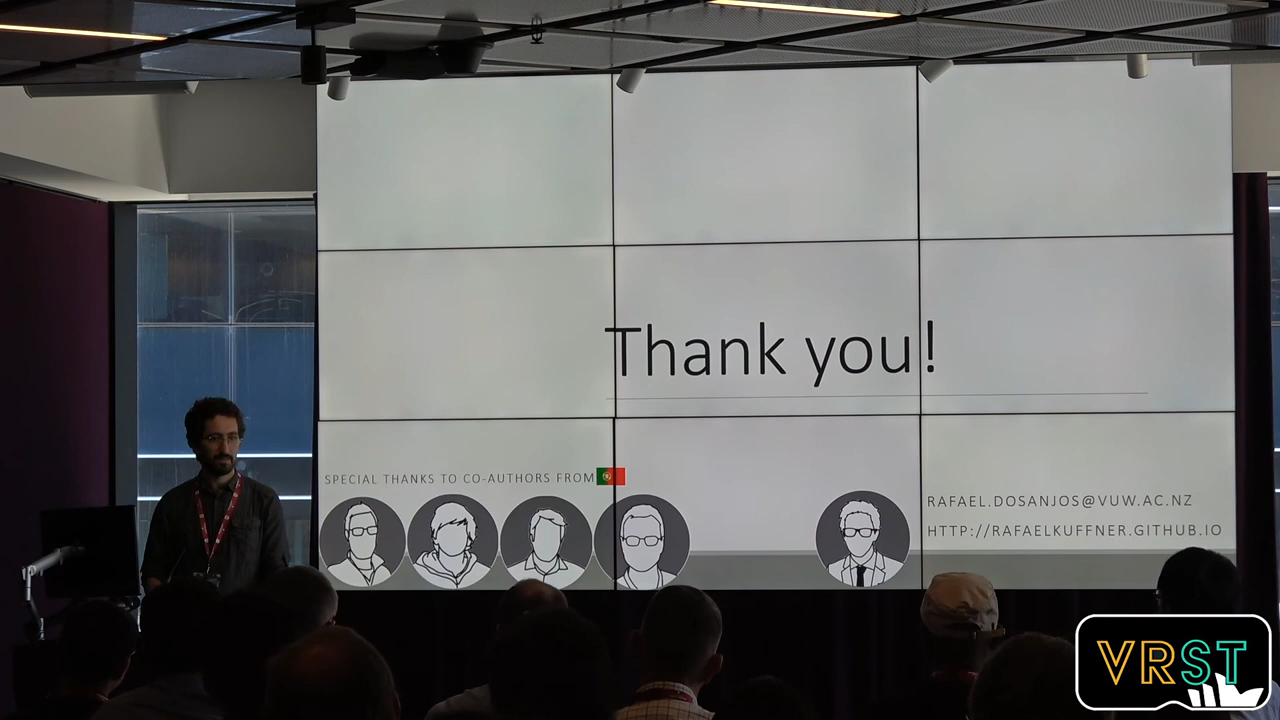 Thank you!
SPECIAL THANKS TO CO-AUTHORS FROM
RAFAEL.DOSANJOS@VUW.AC.NZ
HTTP://RAFAELKUFFNER.GITHUB.IO
VRST